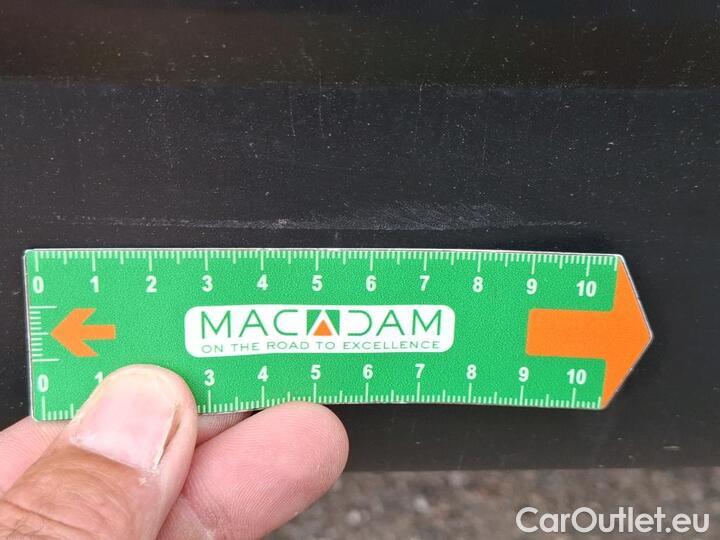 0 1 2 3 4 5 6 7 8 9 10
MACADAM
ON THE ROAD TO EXCELLENCE
0 1 3 4 5 6 7 8 9 10
CarOutlet.eu